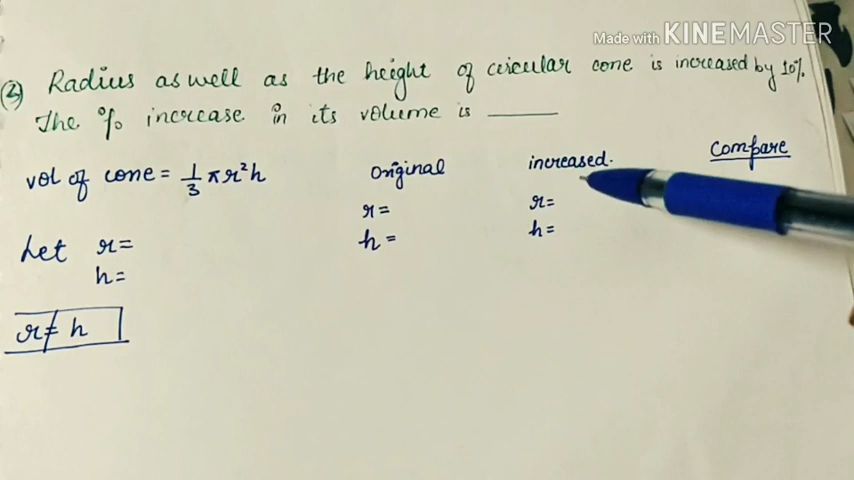 Made with KINEMASTER
(2) Radius as well as the height of circular cone is increased by 10%.
The % increase in its volume is ______
vol of cone = 1/3 πr²h
original
increased.
Compare
r=
h=
r=
h=
Let r=
h=
r≠h